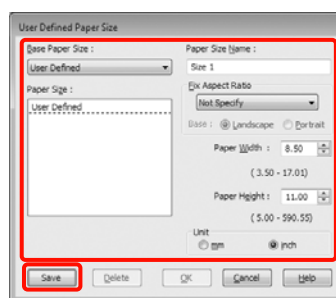 User Defined Paper Size
Base Paper Size :
Paper Size Name :
User Defined
Size 1
Paper Size :
Fix Aspect Ratio
User Defined
Not Specify
Base : Landscape Portrait
Paper Width : 8.50
(3.50 - 17.01)
Paper Height : 11.00
(5.00 - 590.55)
Unit
mm inch
Save Delete OK Cancel Help